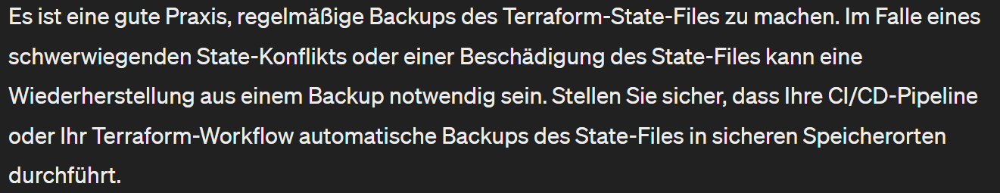 Es ist eine gute Praxis, regelmäßige Backups des Terraform-State-Files zu machen. Im Falle eines
schwerwiegenden State-Konflikts oder einer Beschädigung des State-Files kann eine
Wiederherstellung aus einem Backup notwendig sein. Stellen Sie sicher, dass Ihre CI/CD-Pipeline
oder Ihr Terraform-Workflow automatische Backups des State-Files in sicheren Speicherorten
durchführt.